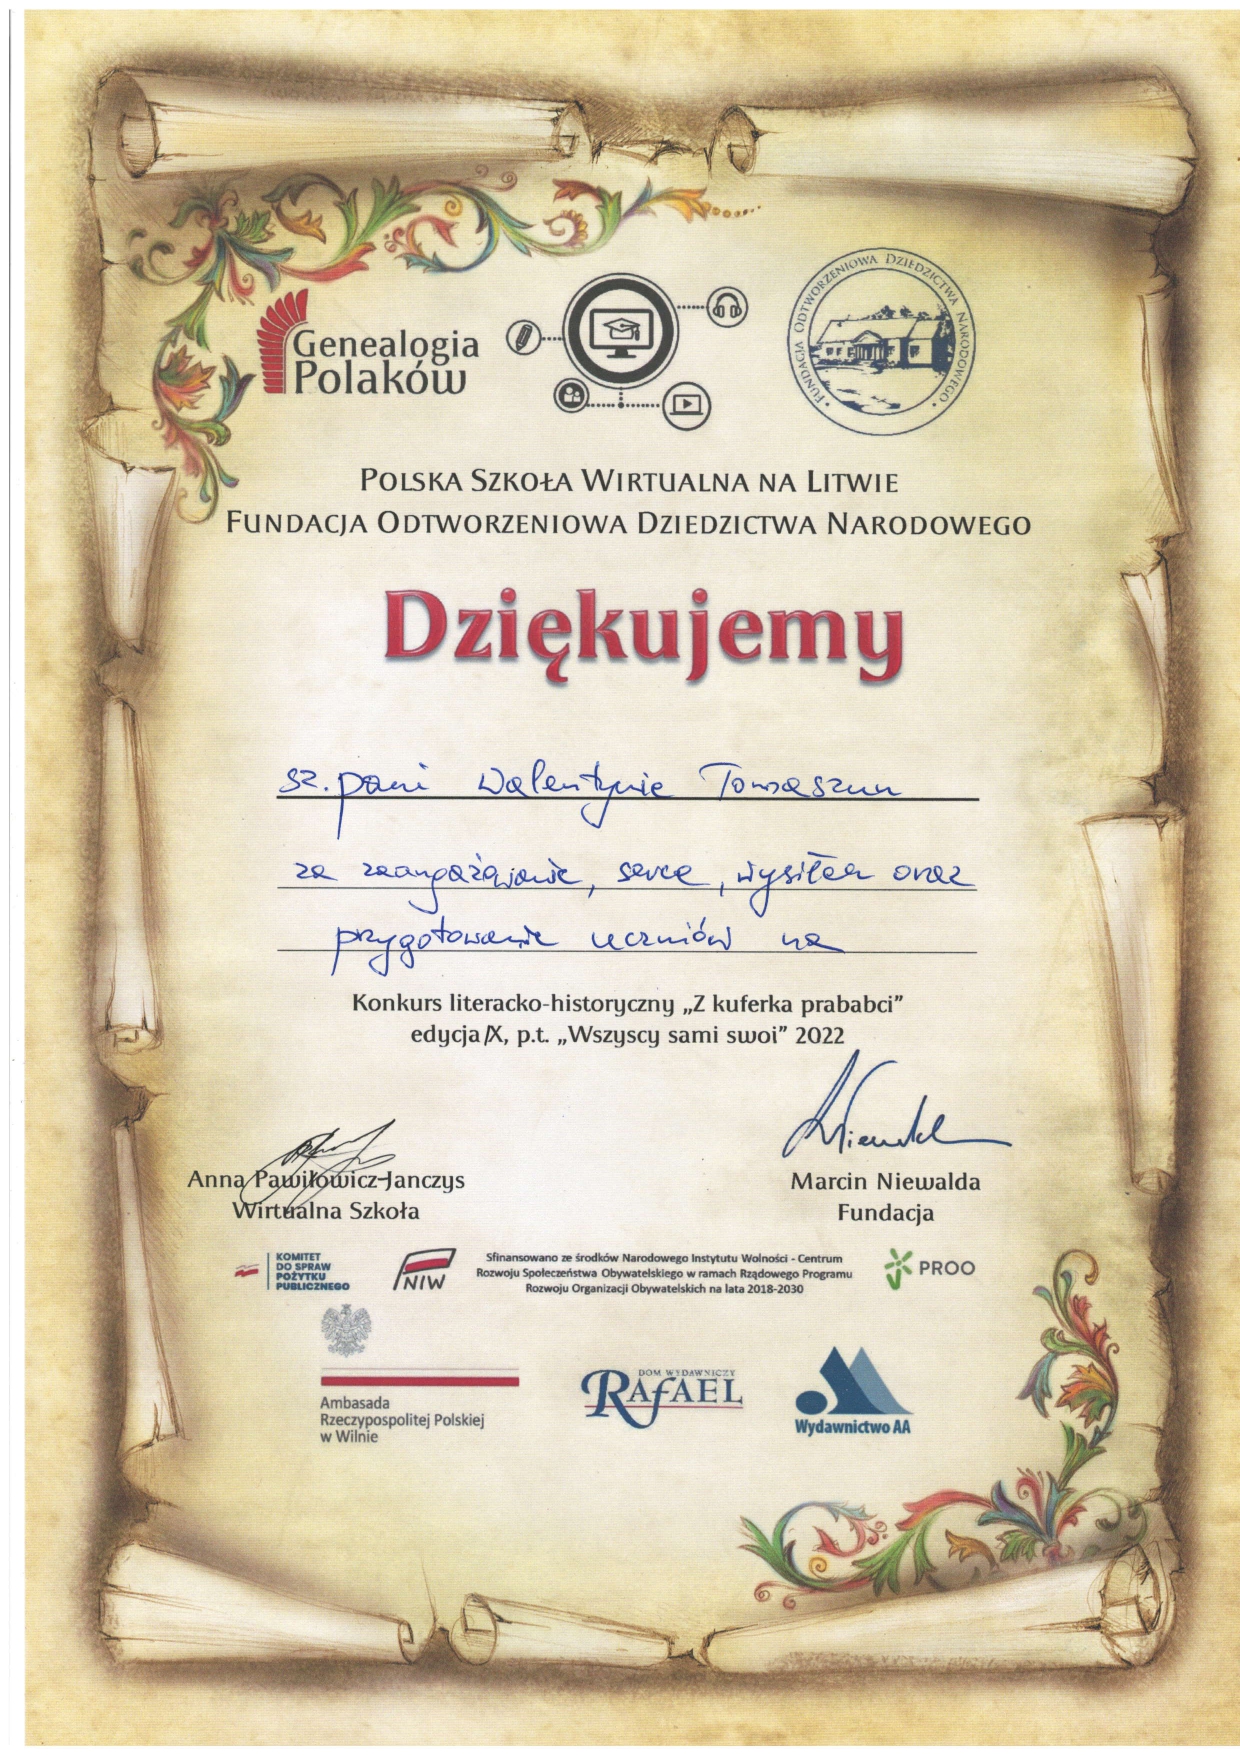 Genealogia
Polaków
FUNDACJA ODTWORZENIOWA DZIEDZICTWA NARODOWEGO
POLSKA SZKOŁA WIRTUALNA NA LITWIE
FUNDACJA ODTWORZENIOWA DZIEDZICTWA NARODOWEGO
Dziękujemy
sz. pani Walentynie Tomaszun
za zaangażowanie, serce, wysiłek oraz
przygotowanie uczniów na
Konkurs literacko-historyczny „Z kuferka prababci”
edycja IX, p.t. „Wszyscy sami swoi” 2022
Anna Pawiłowicz-Janczys
Wirtualna Szkoła
Marcin Niewalda
Fundacja
KOMITET
DO SPRAW
POŻYTKU
PUBLICZNEGO
NIW
Sfinansowano ze środków Narodowego Instytutu Wolności - Centrum
Rozwoju Społeczeństwa Obywatelskiego w ramach Rządowego Programu
Rozwoju Organizacji Obywatelskich na lata 2018-2030
PROO
Ambasada
Rzeczypospolitej Polskiej
w Wilnie
DOM WYDAWNICZY
RAFAEL
Wydawnictwo AA